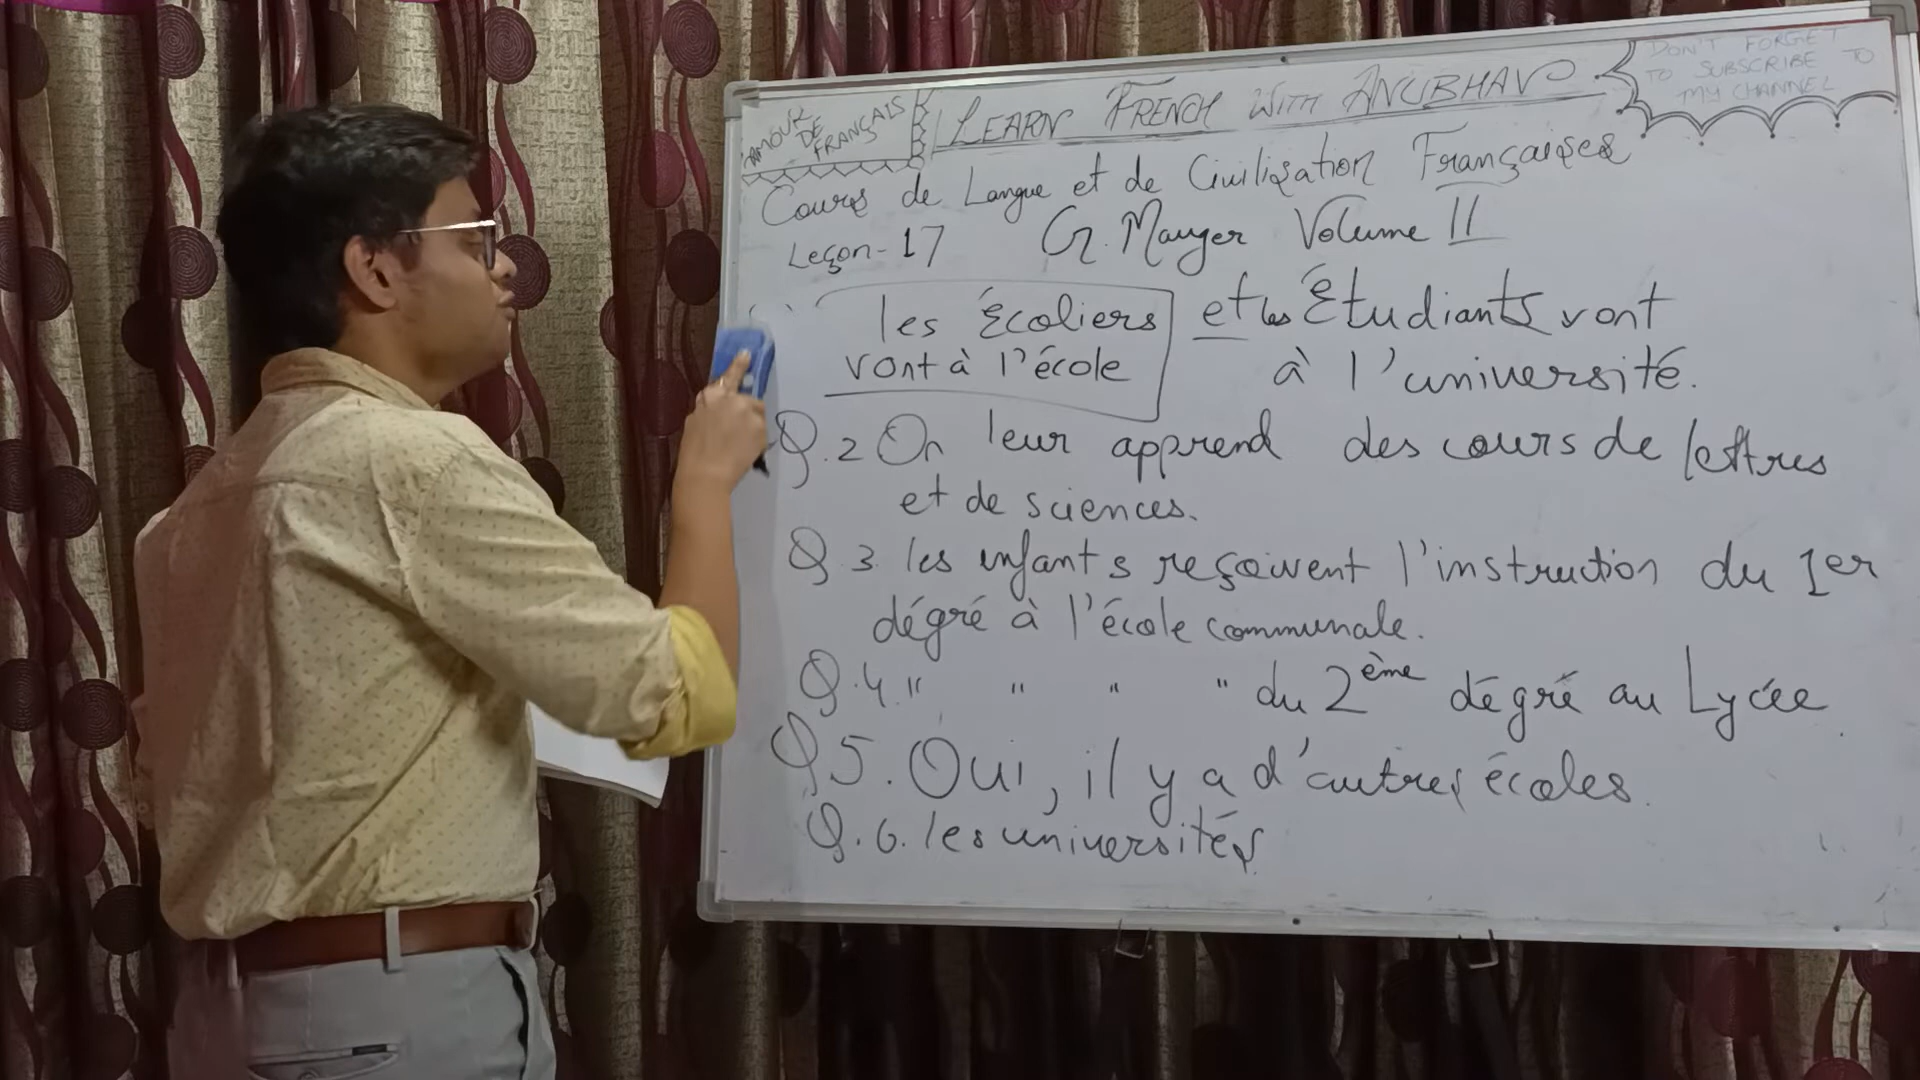 AMOUR DE FRANÇAIS
LEARN FRENCH WITH ANUBHAV
DON'T FORGET
TO SUBSCRIBE TO
MY CHANNEL
Cours de Langue et de Civilisation Françaises
Leçon-17 G. Mauger Volume II
les Écoliers et les Étudiants vont
vont à l'école à l'université.
Q.2 On leur apprend des cours de lettres
et de sciences.
Q.3. les enfants reçoivent l'instruction du 1er
dégré à l'école communale.
Q.4. " " " " du 2ème dégré au Lycée.
Q5. Oui, il y a d'autres écoles.
Q.6. les universités